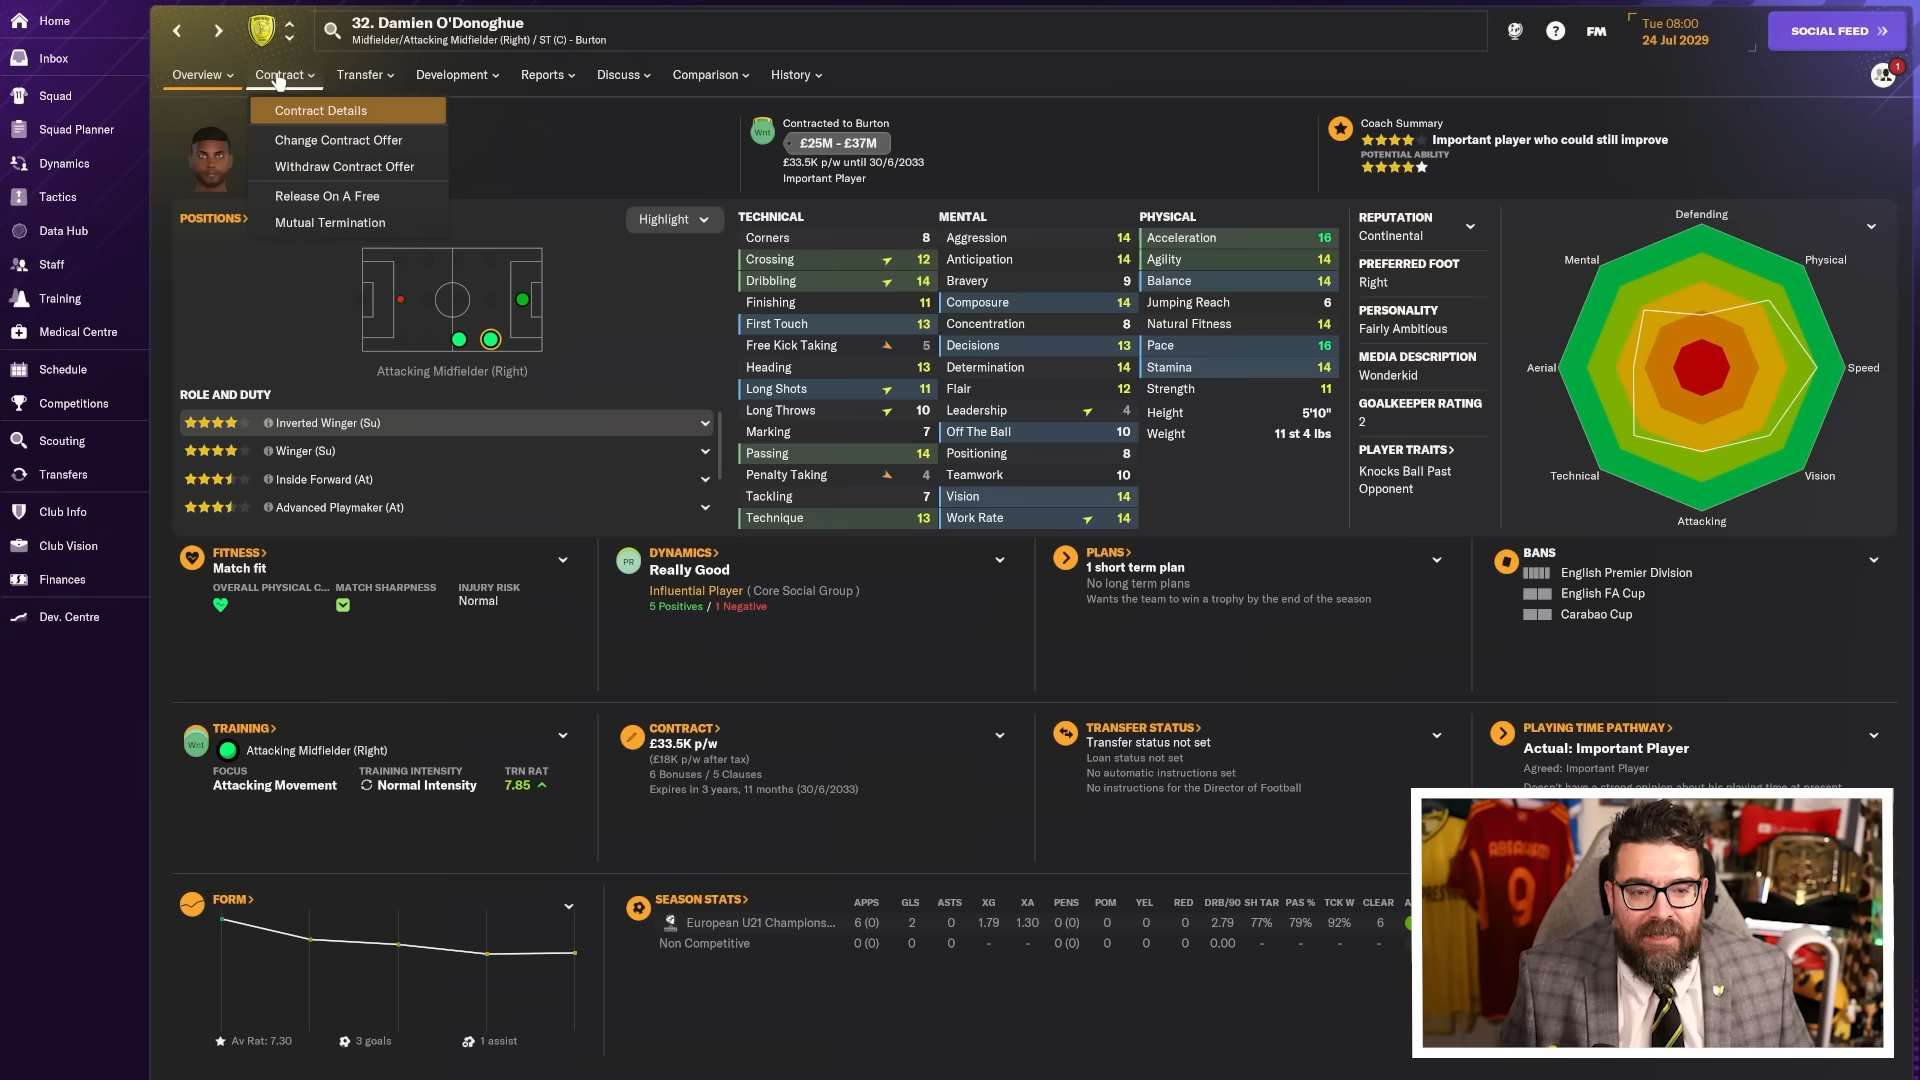 Home
Inbox
Squad
Squad Planner
Dynamics
Tactics
Data Hub
Staff
Training
Medical Centre
Schedule
Competitions
Scouting
Transfers
Club Info
Club Vision
Finances
Dev. Centre
32. Damien O'Donoghue
Midfielder/Attacking Midfielder (Right) / ST (C) - Burton
FM
Tue 08:00
24 Jul 2029
SOCIAL FEED
1
Overview
Contract
Transfer
Development
Reports
Discuss
Comparison
History
Contract Details
Change Contract Offer
Withdraw Contract Offer
Release On A Free
Mutual Termination
Wnt
Contracted to Burton
£25M - £37M
£33.5K p/w until 30/6/2033
Important Player
Coach Summary
Important player who could still improve
POTENTIAL ABILITY
POSITIONS
Highlight
Attacking Midfielder (Right)
ROLE AND DUTY
Inverted Winger (Su)
Winger (Su)
Inside Forward (At)
Advanced Playmaker (At)
TECHNICAL
Corners 8
Crossing 12
Dribbling 14
Finishing 11
First Touch 13
Free Kick Taking 5
Heading 13
Long Shots 11
Long Throws 10
Marking 7
Passing 14
Penalty Taking 4
Tackling 7
Technique 13
MENTAL
Aggression 14
Anticipation 14
Bravery 9
Composure 14
Concentration 8
Decisions 13
Determination 14
Flair 12
Leadership 4
Off The Ball 10
Positioning 8
Teamwork 10
Vision 14
Work Rate 14
PHYSICAL
Acceleration 16
Agility 14
Balance 14
Jumping Reach 6
Natural Fitness 14
Pace 16
Stamina 14
Strength 11
Height 5'10"
Weight 11 st 4 lbs
REPUTATION
Continental
PREFERRED FOOT
Right
PERSONALITY
Fairly Ambitious
MEDIA DESCRIPTION
Wonderkid
GOALKEEPER RATING
2
PLAYER TRAITS
Knocks Ball Past
Opponent
Defending
Mental
Physical
Aerial
Speed
Technical
Vision
Attacking
FITNESS
Match fit
OVERALL PHYSICAL C...
MATCH SHARPNESS
INJURY RISK
Normal
PR
DYNAMICS
Really Good
Influential Player ( Core Social Group )
5 Positives / 1 Negative
PLANS
1 short term plan
No long term plans
Wants the team to win a trophy by the end of the season
BANS
English Premier Division
English FA Cup
Carabao Cup
Wnt
TRAINING
Attacking Midfielder (Right)
FOCUS
Attacking Movement
TRAINING INTENSITY
Normal Intensity
TRN RAT
7.85
CONTRACT
£33.5K p/w
(£18K p/w after tax)
6 Bonuses / 5 Clauses
Expires in 3 years, 11 months (30/6/2033)
TRANSFER STATUS
Transfer status not set
Loan status not set
No automatic instructions set
No instructions for the Director of Football
PLAYING TIME PATHWAY
Actual: Important Player
Agreed: Important Player
Doesn't have a strong opinion about his playing time at present
FORM
Av Rat: 7.30
3 goals
1 assist
SEASON STATS
APPS GLS ASTS XG XA PENS POM YEL RED DRB/90 SH TAR PAS % TCK W CLEAR
European U21 Champions... 6 (0) 2 0 1.79 1.30 0 (0) 0 0 0 2.79 77% 79% 92% 6
Non Competitive 0 (0) 0 0 - - 0 (0) 0 0 0 0.00 - - - -
ABRAHAM
9